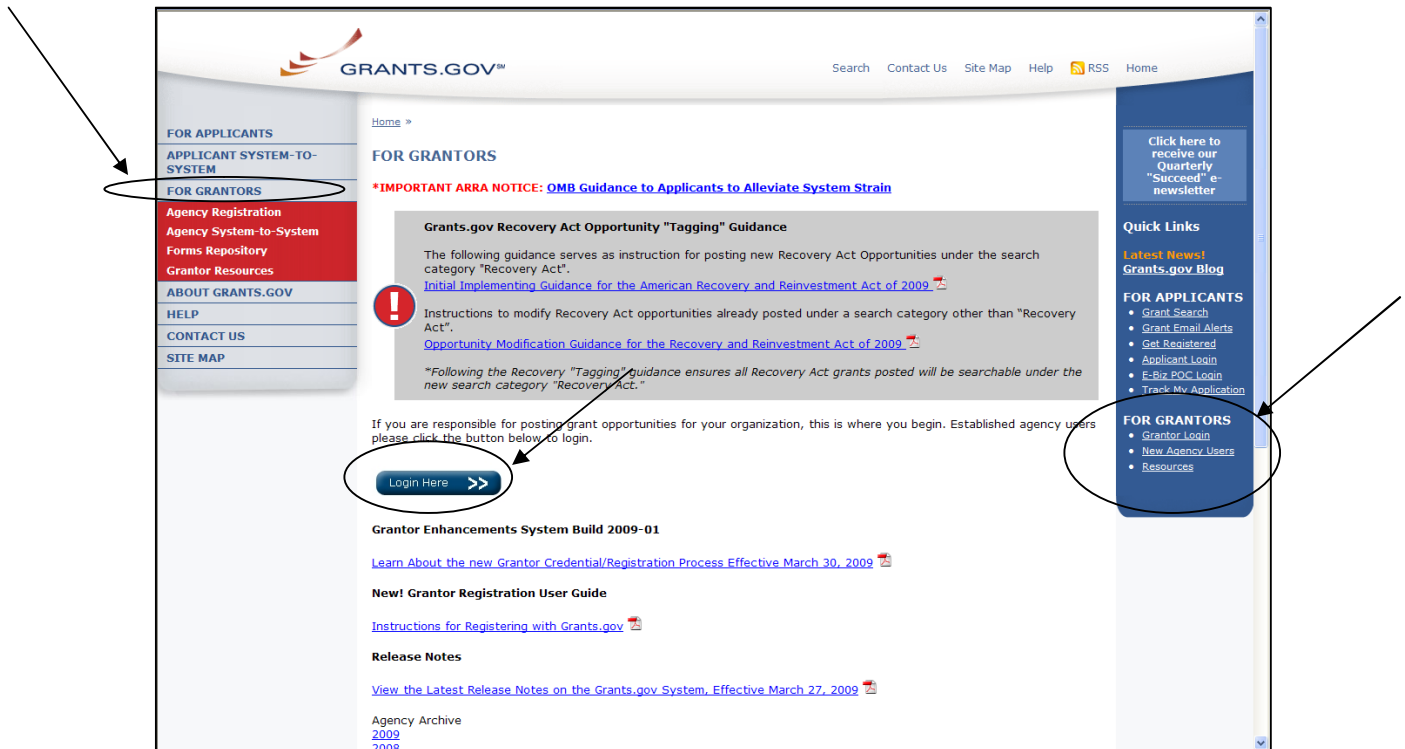 GRANTS.GOV℠
Search Contact Us Site Map Help RSS Home
FOR APPLICANTS
APPLICANT SYSTEM-TO-
SYSTEM
FOR GRANTORS
Agency Registration
Agency System-to-System
Forms Repository
Grantor Resources
ABOUT GRANTS.GOV
HELP
CONTACT US
SITE MAP
Home »
FOR GRANTORS
*IMPORTANT ARRA NOTICE: OMB Guidance to Applicants to Alleviate System Strain
Grants.gov Recovery Act Opportunity "Tagging" Guidance
The following guidance serves as instruction for posting new Recovery Act Opportunities under the search
category "Recovery Act".
Initial Implementing Guidance for the American Recovery and Reinvestment Act of 2009
Instructions to modify Recovery Act opportunities already posted under a search category other than “Recovery
Act”.
Opportunity Modification Guidance for the Recovery and Reinvestment Act of 2009
*Following the Recovery "Tagging" guidance ensures all Recovery Act grants posted will be searchable under the
new search category "Recovery Act."
If you are responsible for posting grant opportunities for your organization, this is where you begin. Established agency users
please click the button below to login.
Login Here >>
Grantor Enhancements System Build 2009-01
Learn About the new Grantor Credential/Registration Process Effective March 30, 2009
New! Grantor Registration User Guide
Instructions for Registering with Grants.gov
Release Notes
View the Latest Release Notes on the Grants.gov System, Effective March 27, 2009
Agency Archive
2009
2008
Click here to
receive our
Quarterly
"Succeed" e-
newsletter
Quick Links
Latest News!
Grants.gov Blog
FOR APPLICANTS
• Grant Search
• Grant Email Alerts
• Get Registered
• Applicant Login
• E-Biz POC Login
• Track My Application
FOR GRANTORS
• Grantor Login
• New Agency Users
• Resources